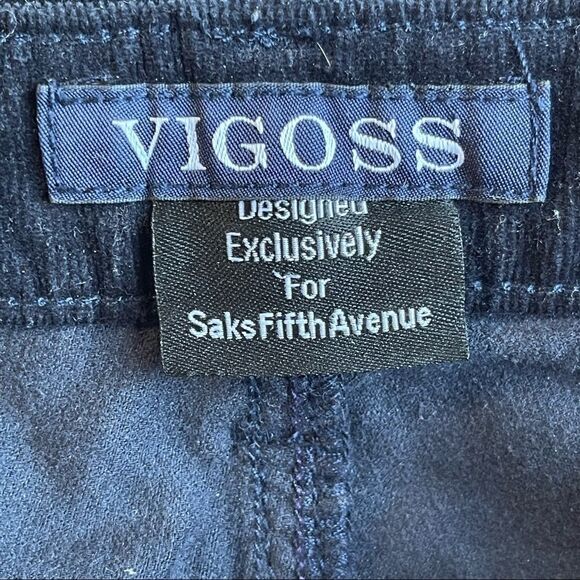 VIGOSS
Designed
Exclusively
For
SaksFifthAvenue